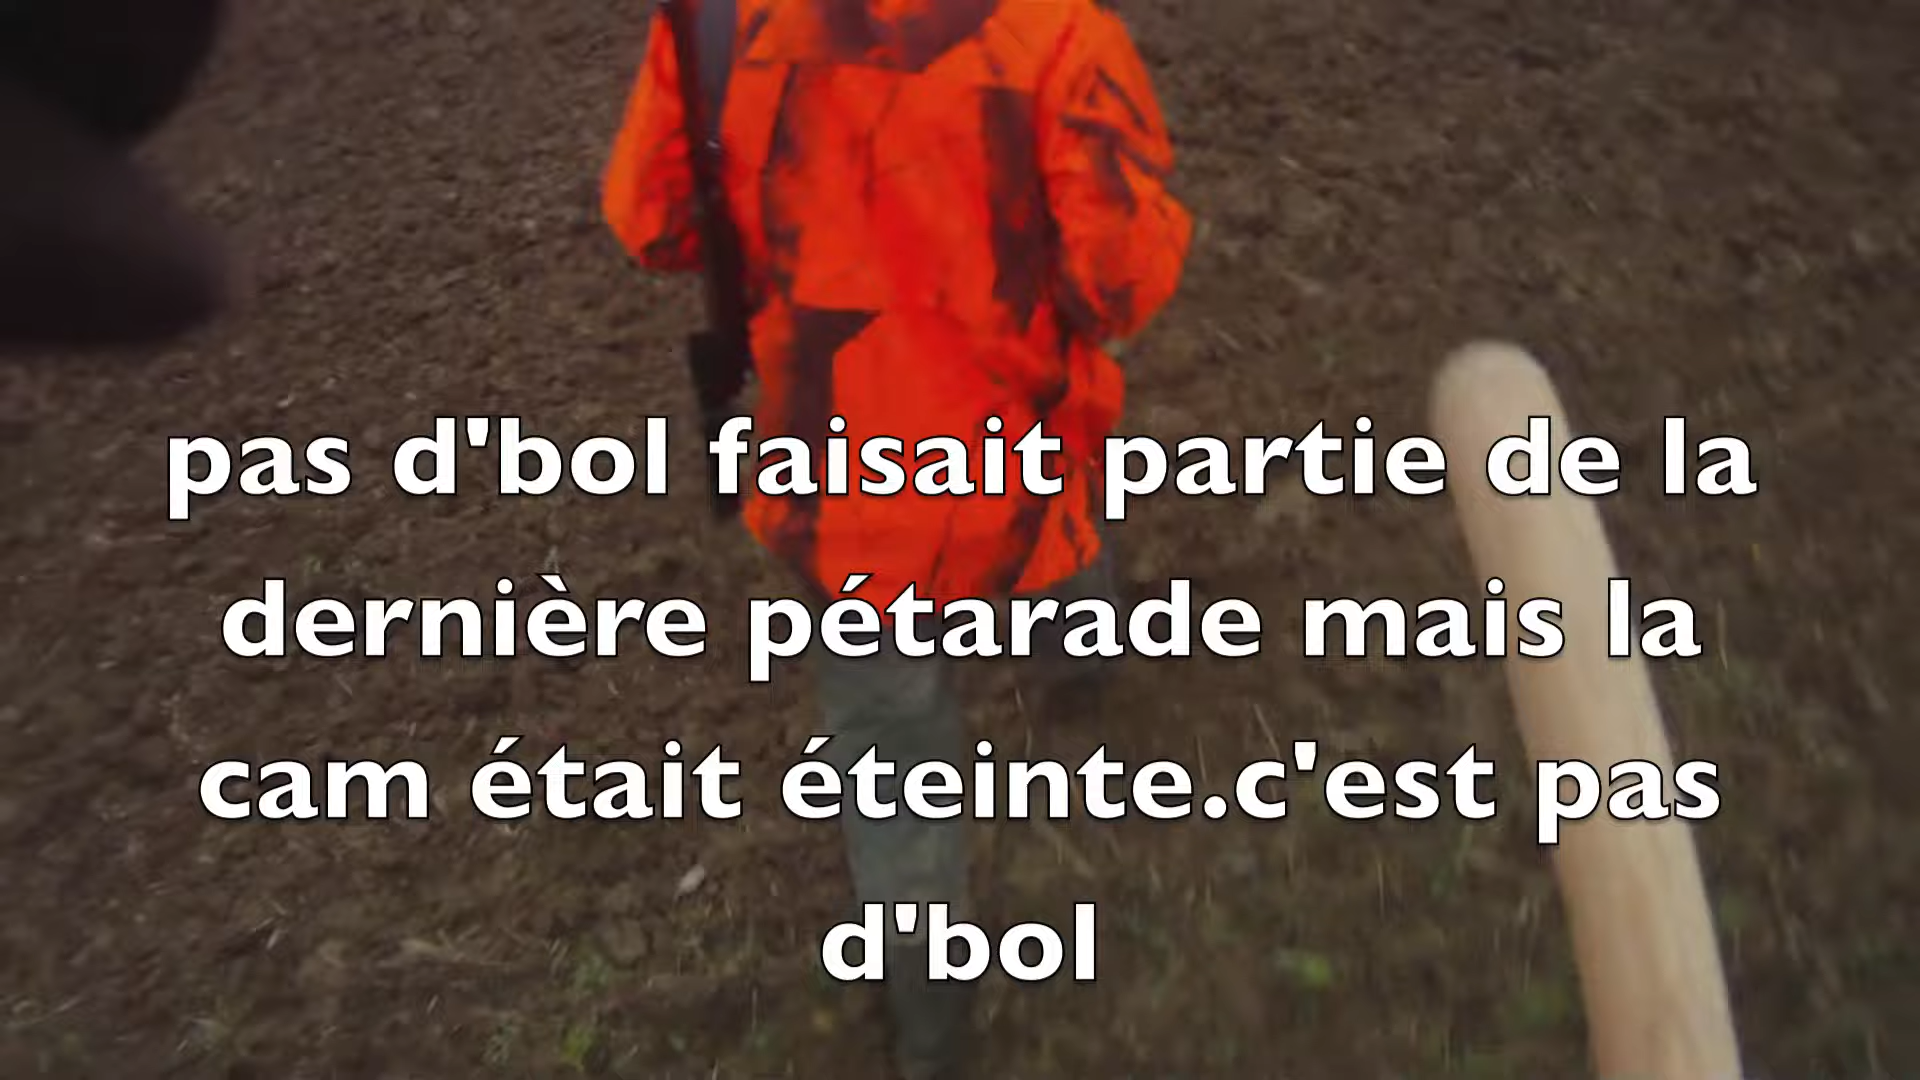 pas d'bol faisait partie de la
dernière pétarade mais la
cam était éteinte.c'est pas
d'bol